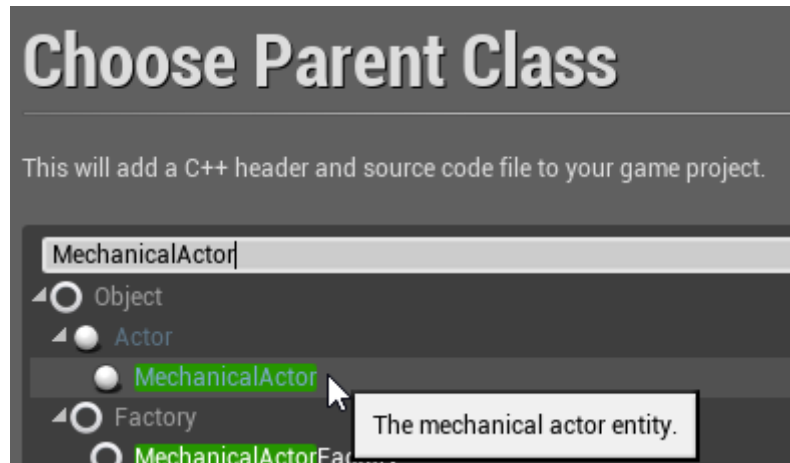 Choose Parent Class
This will add a C++ header and source code file to your game project.
MechanicalActor
Object
Actor
MechanicalActor
The mechanical actor entity.
Factory
MechanicalActorFactory